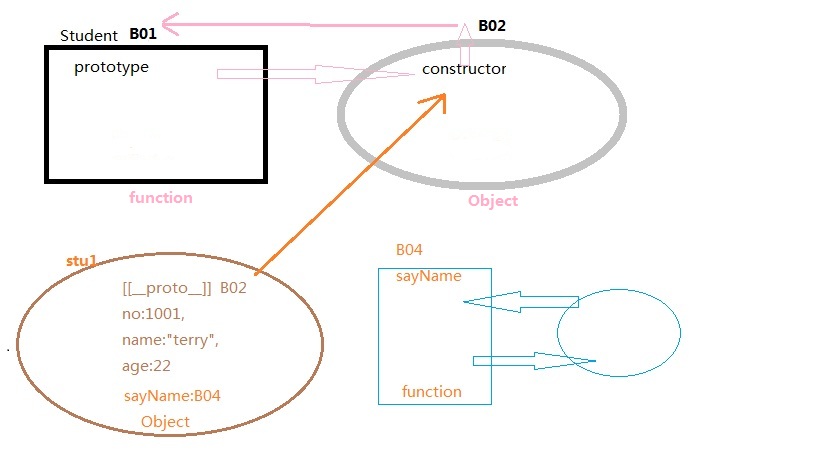 Student B01
prototype
function
B02
constructor
Object
stu1
[[__proto__]] B02
no:1001,
name:"terry",
age:22
sayName:B04
Object
B04
sayName
function